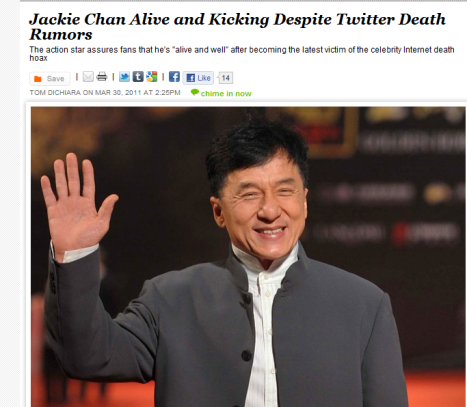 Jackie Chan Alive and Kicking Despite Twitter Death
Rumors
The action star assures fans that he's "alive and well" after becoming the latest victim of the celebrity Internet death
hoax
Save | | t | f Like 14
TOM DICHIARA ON MAR 30, 2011 AT 2:25PM chime in now